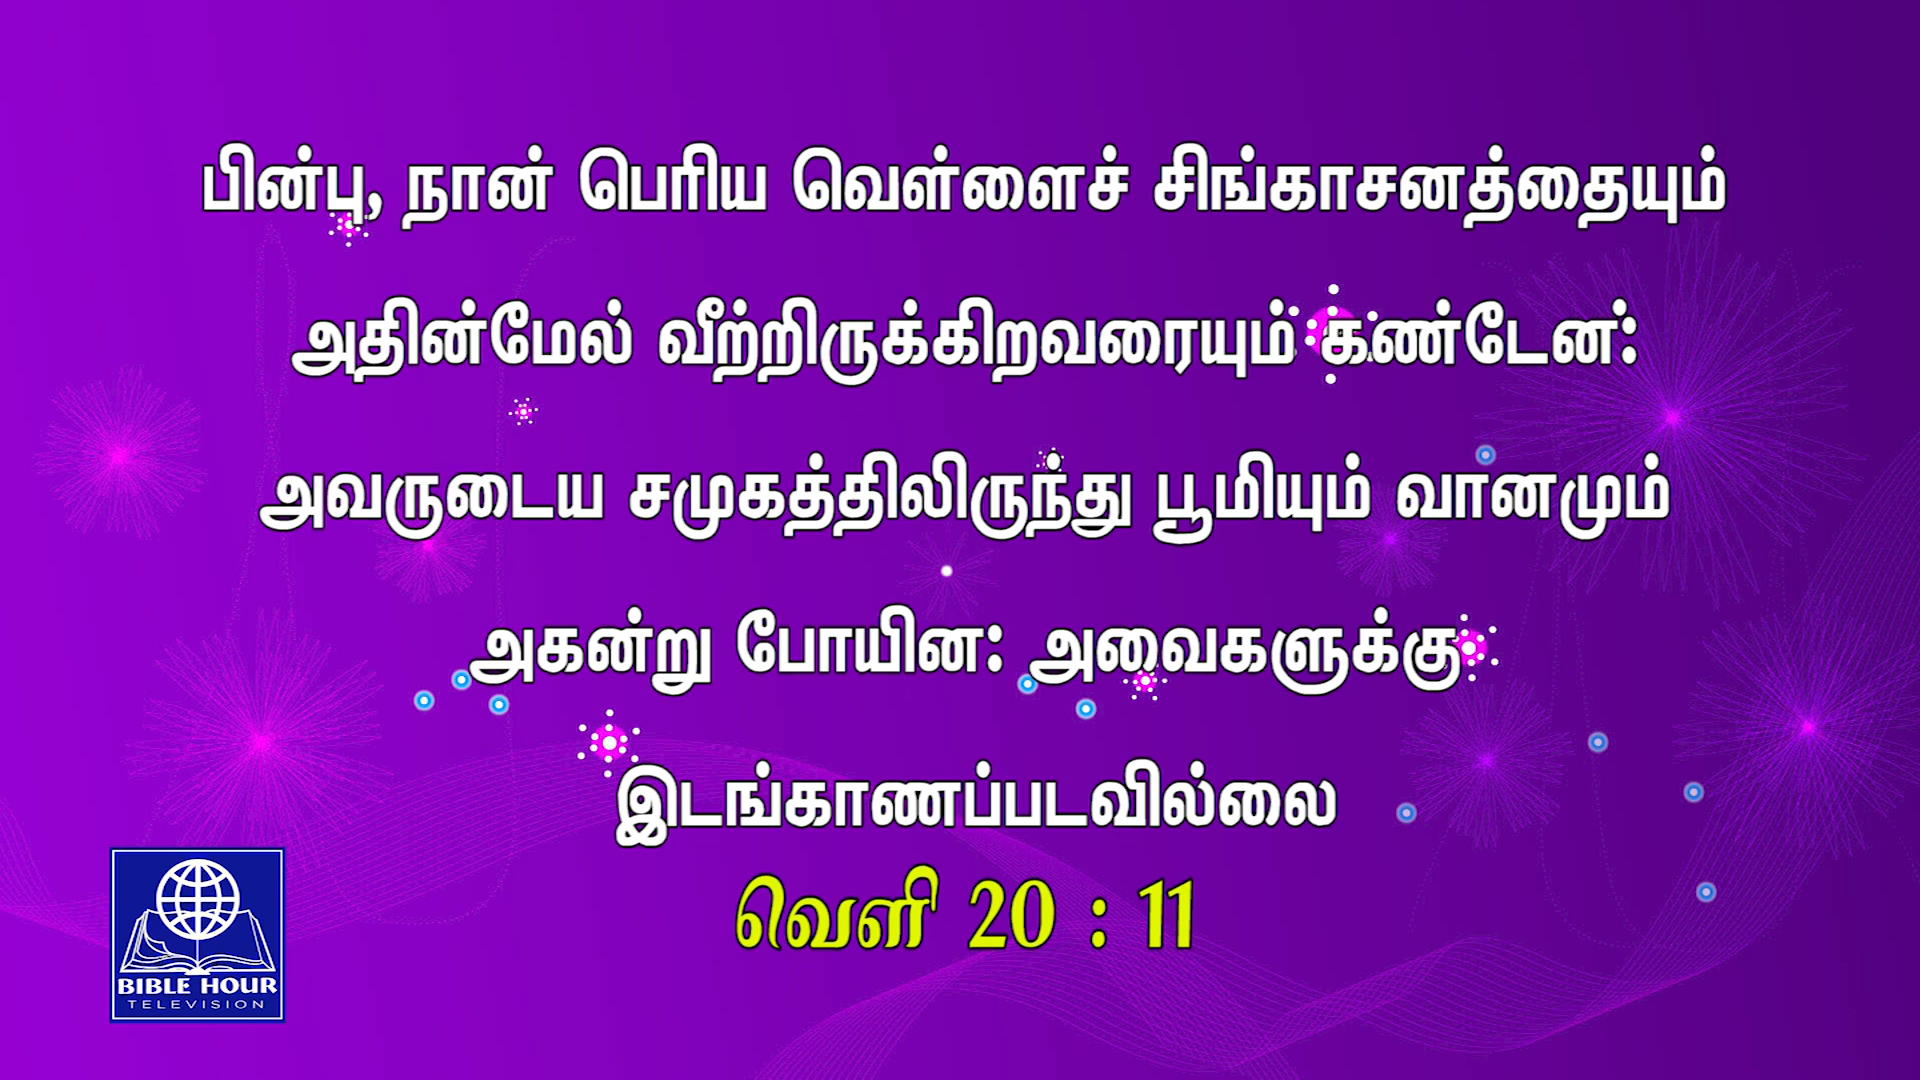 பின்பு, நான் பெரிய வெள்ளைச் சிங்காசனத்தையும்
அதின்மேல் வீற்றிருக்கிறவரையும் கண்டேன்:
அவருடைய சமுகத்திலிருந்து பூமியும் வானமும்
அகன்று போயின: அவைகளுக்கு
இடங்காணப்படவில்லை
வெளி 20 : 11
BIBLE HOUR
TELEVISION